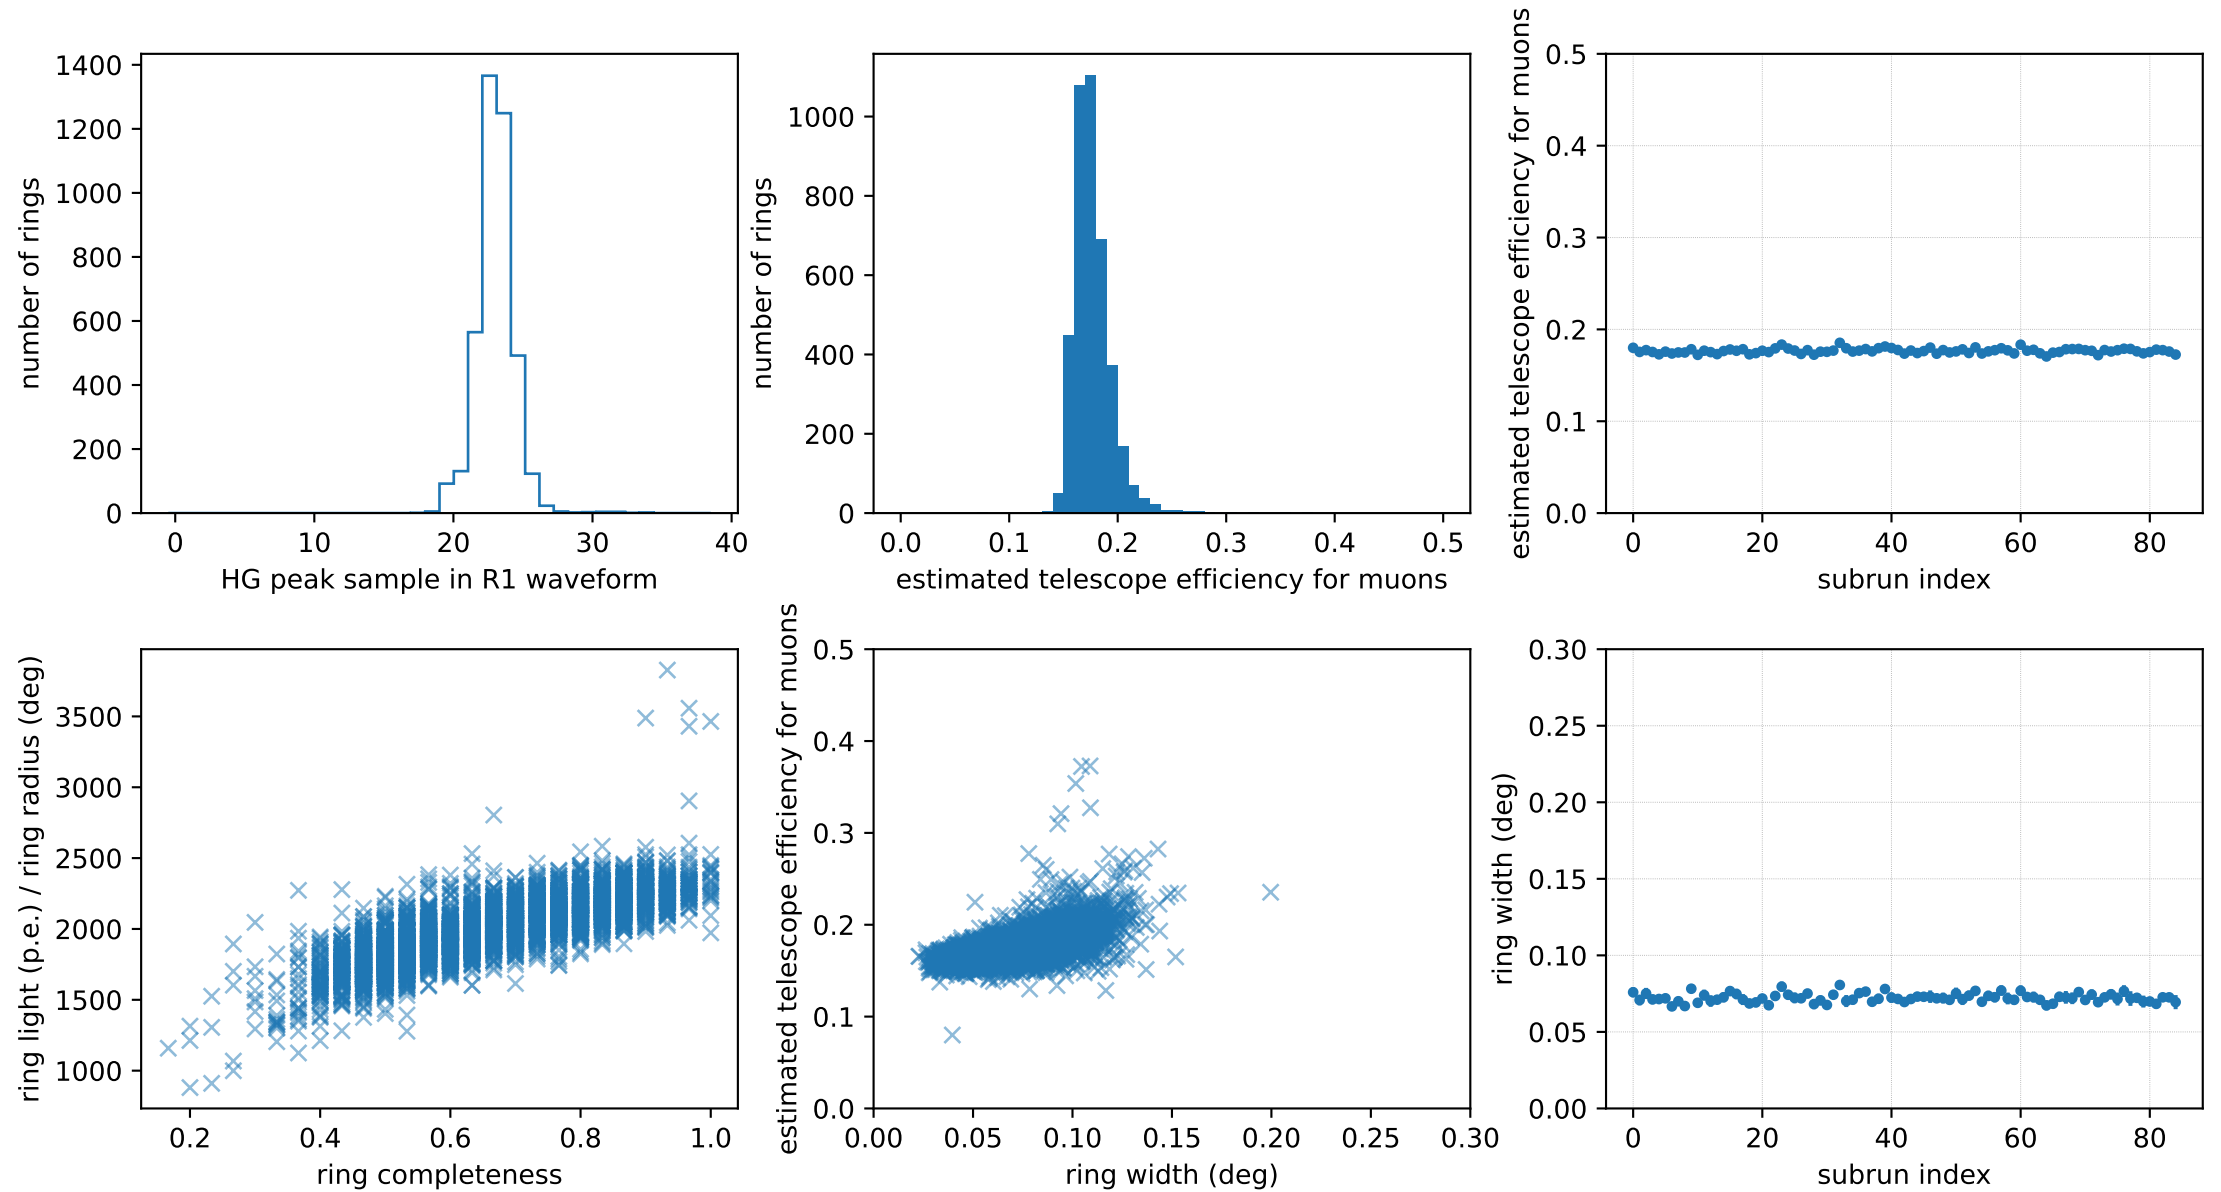 number of rings
1400
1200
1000
800
600
400
200
0
0 10 20 30 40
HG peak sample in R1 waveform
number of rings
1000
800
600
400
200
0
0.0 0.1 0.2 0.3 0.4 0.5
estimated telescope efficiency for muons
estimated telescope efficiency for muons
0.5
0.4
0.3
0.2
0.1
0.0
0 20 40 60 80
subrun index
ring light (p.e.) / ring radius (deg)
3500
3000
2500
2000
1500
1000
0.2 0.4 0.6 0.8 1.0
ring completeness
estimated telescope efficiency for muons
0.5
0.4
0.3
0.2
0.1
0.0
0.00 0.05 0.10 0.15 0.20 0.25 0.30
ring width (deg)
ring width (deg)
0.30
0.25
0.20
0.15
0.10
0.05
0.00
0 20 40 60 80
subrun index